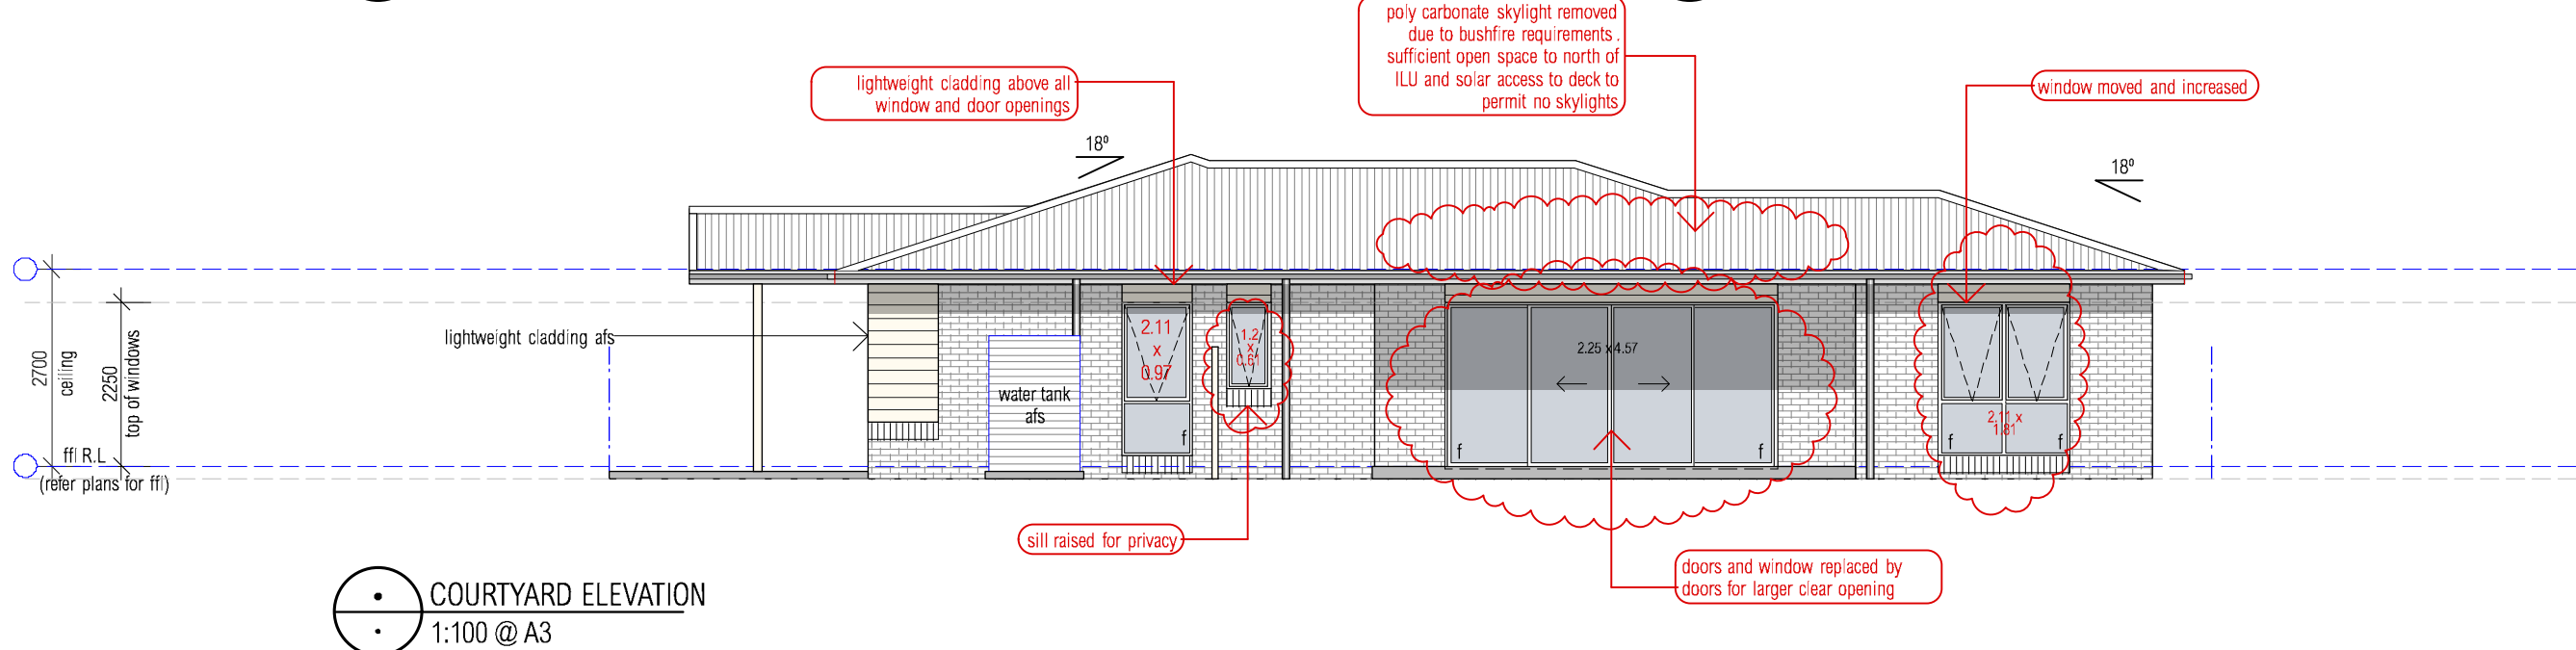 poly carbonate skylight removed
due to bushfire requirements.
sufficient open space to north of
ILU and solar access to deck to
permit no skylights
lightweight cladding above all
window and door openings
window moved and increased
18º
18º
lightweight cladding afs
2700
ceiling
2250
top of windows
ffl R.L
(refer plans for ffl)
water tank
afs
2.11
x
0.97
f
1.2
x
0.61
2.25 x 4.57
f
f
2.11 x
1.81
f
f
sill raised for privacy
doors and window replaced by
doors for larger clear opening
COURTYARD ELEVATION
1:100 @ A3